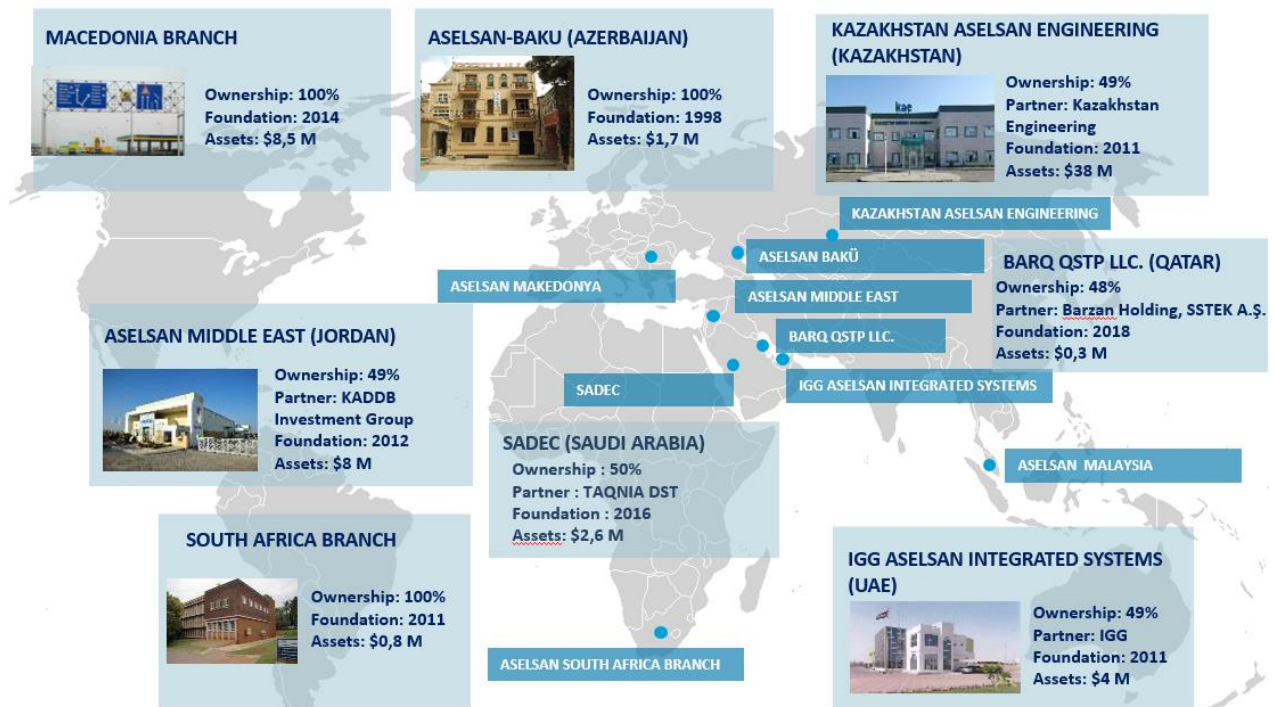 MACEDONIA BRANCH
Ownership: 100%
Foundation: 2014
Assets: $8,5 M
ASELSAN-BAKU (AZERBAIJAN)
Ownership: 100%
Foundation: 1998
Assets: $1,7 M
KAZAKHSTAN ASELSAN ENGINEERING
(KAZAKHSTAN)
kae
Ownership: 49%
Partner: Kazakhstan
Engineering
Foundation: 2011
Assets: $38 M
KAZAKHSTAN ASELSAN ENGINEERING
ASELSAN BAKÜ
ASELSAN MAKEDONYA
ASELSAN MIDDLE EAST
BARQ QSTP LLC.
SADEC
IGG ASELSAN INTEGRATED SYSTEMS
BARQ QSTP LLC. (QATAR)
Ownership: 48%
Partner: Barzan Holding, SSTEK A.Ş.
Foundation: 2018
Assets: $0,3 M
ASELSAN MIDDLE EAST (JORDAN)
Ownership: 49%
Partner: KADDB
Investment Group
Foundation: 2012
Assets: $8 M
SADEC (SAUDI ARABIA)
Ownership : 50%
Partner : TAQNIA DST
Foundation : 2016
Assets: $2,6 M
ASELSAN MALAYSIA
SOUTH AFRICA BRANCH
Ownership: 100%
Foundation: 2011
Assets: $0,8 M
ASELSAN SOUTH AFRICA BRANCH
IGG ASELSAN INTEGRATED SYSTEMS
(UAE)
Ownership: 49%
Partner: IGG
Foundation: 2011
Assets: $4 M